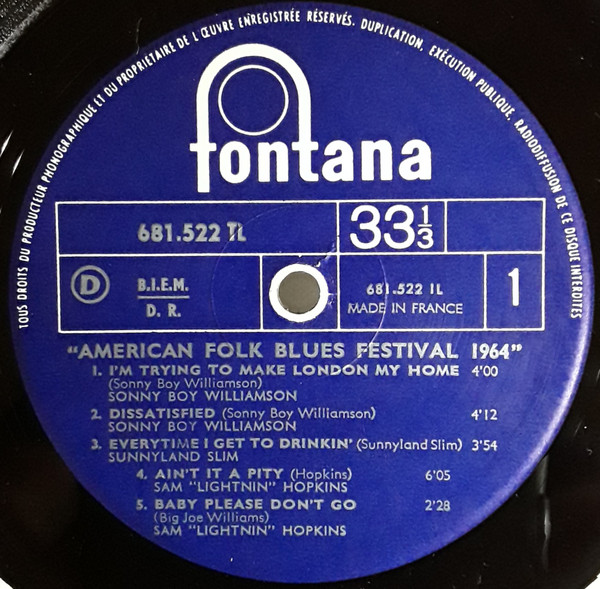 TOUS DROITS DU PRODUCTEUR PHONOGRAPHIQUE ET DU PROPRIÉTAIRE DE L'ŒUVRE ENREGISTRÉE RÉSERVÉS. DUPLICATION, EXÉCUTION PUBLIQUE, RADIODIFFUSION DE CE DISQUE INTERDITES
fontana
681.522 TL
33 1/3
D
B.I.E.M.
D. R.
681.522 1L
MADE IN FRANCE
1
"AMERICAN FOLK BLUES FESTIVAL 1964"
1. I'M TRYING TO MAKE LONDON MY HOME 4'00
(Sonny Boy Williamson)
SONNY BOY WILLIAMSON
2. DISSATISFIED (Sonny Boy Williamson) 4'12
SONNY BOY WILLIAMSON
3. EVERYTIME I GET TO DRINKIN' (Sunnyland Slim) 3'54
SUNNYLAND SLIM
4. AIN'T IT A PITY (Hopkins) 6'05
SAM "LIGHTNIN" HOPKINS
5. BABY PLEASE DON'T GO 2'28
(Big Joe Williams)
SAM "LIGHTNIN" HOPKINS